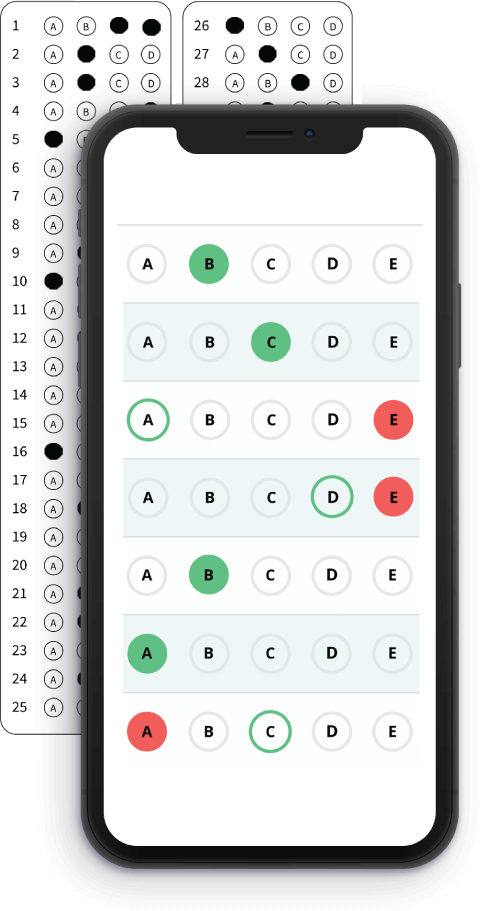 1 A B
2 A C D
3 A C D
4 A B
5
6 A
7 A
8 A
9 A
10
11 A
12 A
13 A
14 A
15 A
16
17 A
18 A
19 A
20 A
21 A
22 A
23 A
24 A
25 A
26 B C D
27 A C D
28 A B D
A B C D E
A B C D E
A B C D E
A B C D E
A B C D E
A B C D E
A B C D E